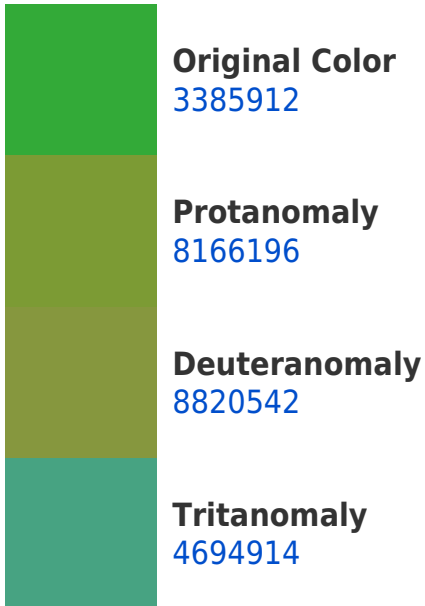 Original Color
3385912
Protanomaly
8166196
Deuteranomaly
8820542
Tritanomaly
4694914